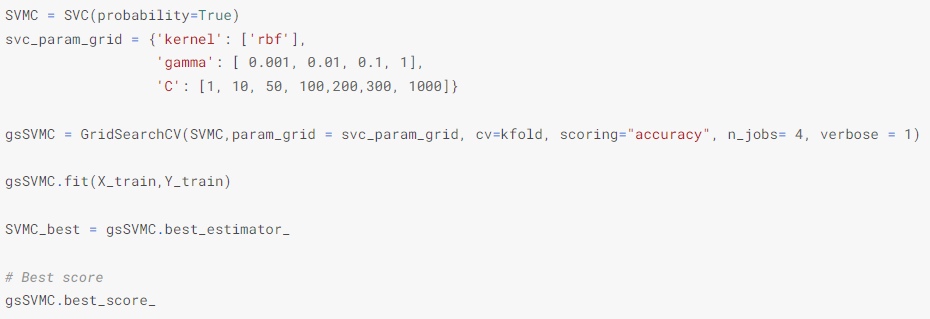 SVMC = SVC(probability=True)
svc_param_grid = {'kernel': ['rbf'],
'gamma': [ 0.001, 0.01, 0.1, 1],
'C': [1, 10, 50, 100,200,300, 1000]}
gsSVMC = GridSearchCV(SVMC,param_grid = svc_param_grid, cv=kfold, scoring="accuracy", n_jobs= 4, verbose = 1)
gsSVMC.fit(X_train,Y_train)
SVMC_best = gsSVMC.best_estimator_
# Best score
gsSVMC.best_score_